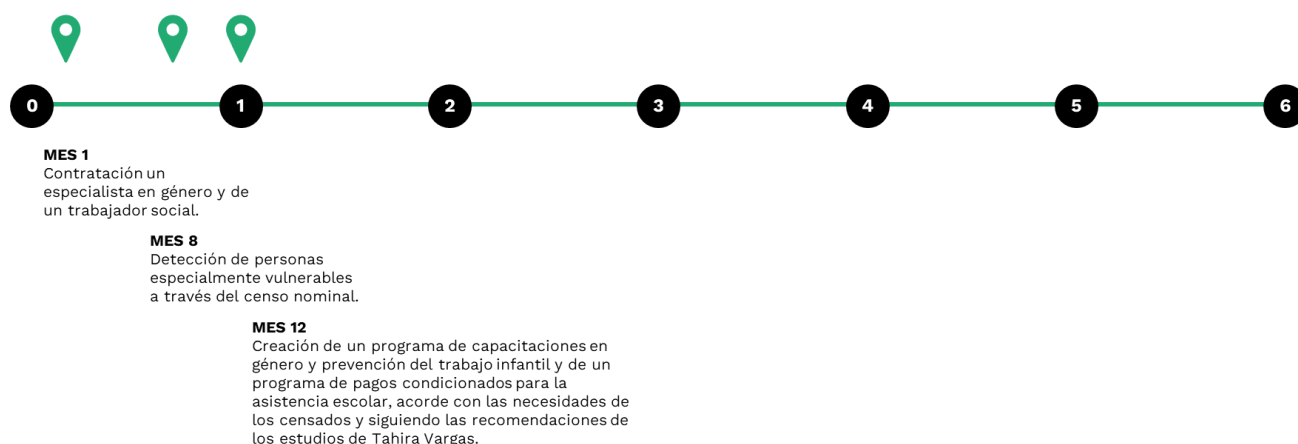 0 1 2 3 4 5 6
MES 1
Contratación un
especialista en género y de
un trabajador social.
MES 8
Detección de personas
especialmente vulnerables
a través del censo nominal.
MES 12
Creación de un programa de capacitaciones en
género y prevención del trabajo infantil y de un
programa de pagos condicionados para la
asistencia escolar, acorde con las necesidades de
los censados y siguiendo las recomendaciones de
los estudios de Tahira Vargas.